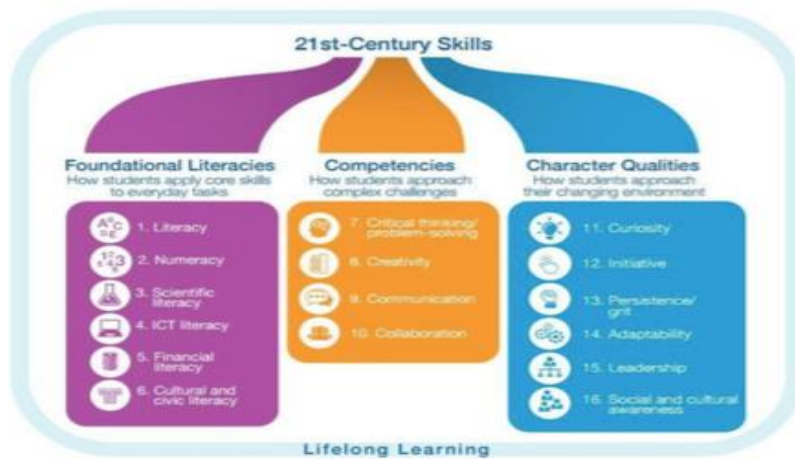 21st-Century Skills
Foundational Literacies
How students apply core skills
to everyday tasks
1. Literacy
2. Numeracy
3. Scientific
literacy
4. ICT literacy
5. Financial
literacy
6. Cultural and
civic literacy
Competencies
How students approach
complex challenges
7. Critical thinking/
problem-solving
8. Creativity
9. Communication
10. Collaboration
Character Qualities
How students approach
their changing environment
11. Curiosity
12. Initiative
13. Persistence/
grit
14. Adaptability
15. Leadership
16. Social and cultural
awareness
Lifelong Learning